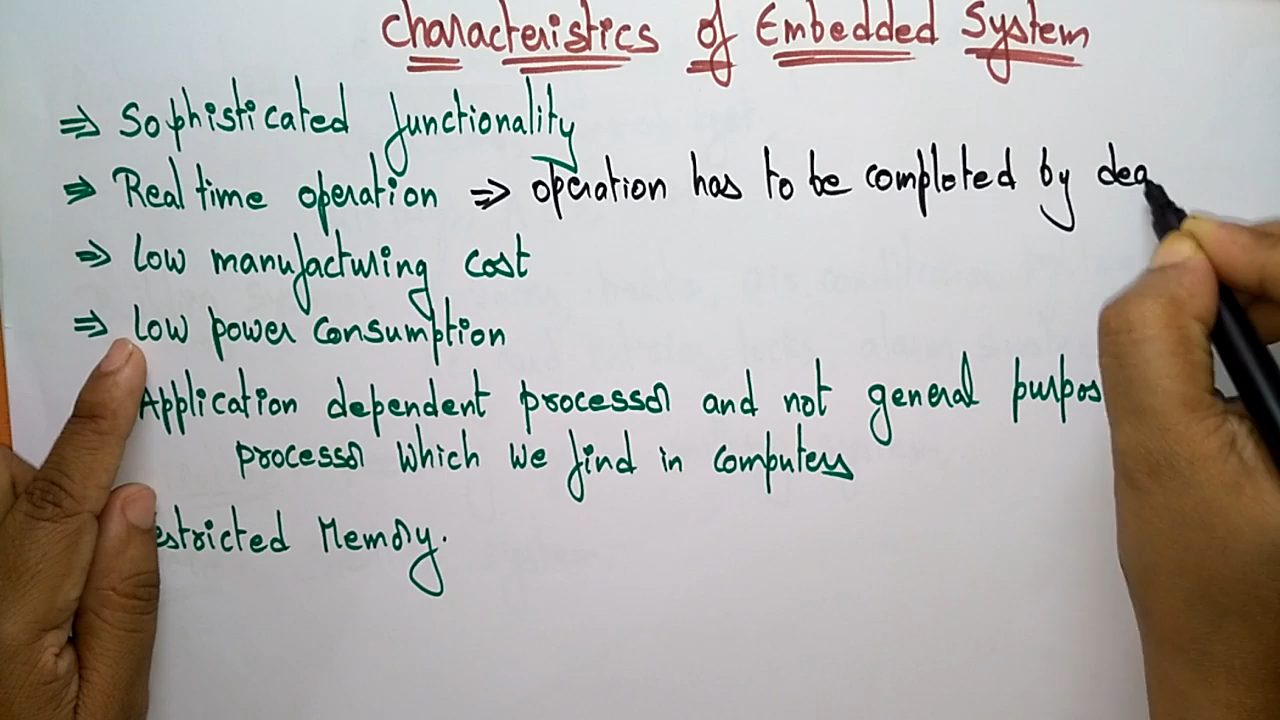 Characteristics of Embedded System
⇒ Sophisticated functionality
⇒ Real time operation ⇒ operation has to be completed by dea
⇒ Low manufacturing cost
⇒ Low power consumption
Application dependent processor and not general purpos
processor which we find in computers
estricted Memory.